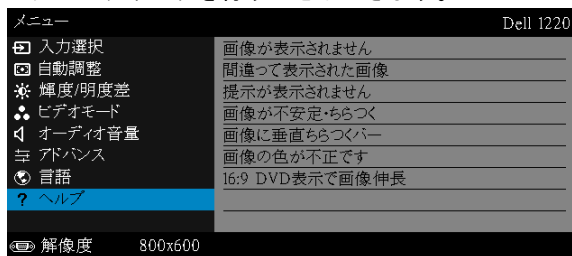 メニュー
Dell 1220
入力選択
自動調整
輝度/明度差
ビデオモード
オーディオ音量
アドバンス
言語
? ヘルプ
画像が表示されません
間違って表示された画像
提示が表示されません
画像が不安定・ちらつく
画像に垂直ちらつくバー
画像の色が不正です
16:9 DVD表示で画像伸長
解像度 800x600